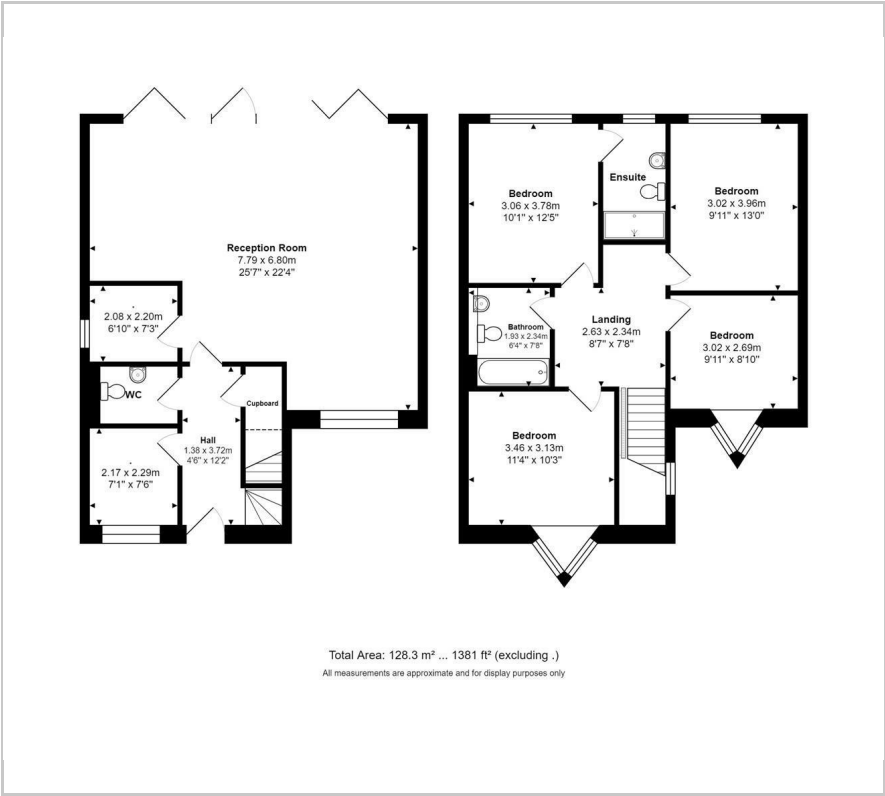 Reception Room
7.79 x 6.80m
25'7" x 22'4"
.
2.08 x 2.20m
6'10" x 7'3"
WC
Cupboard
Hall
1.38 x 3.72m
4'6" x 12'2"
.
2.17 x 2.29m
7'1" x 7'6"
Bedroom
3.06 x 3.78m
10'1" x 12'5"
Ensuite
Bedroom
3.02 x 3.96m
9'11" x 13'0"
Bathroom
1.93 x 2.34m
6'4" x 7'8"
Landing
2.63 x 2.34m
8'7" x 7'8"
Bedroom
3.02 x 2.69m
9'11" x 8'10"
Bedroom
3.46 x 3.13m
11'4" x 10'3"
Total Area: 128.3 m² ... 1381 ft² (excluding .)
All measurements are approximate and for display purposes only